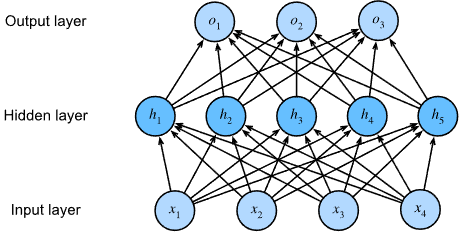 Output layer o1 o2 o3
Hidden layer h1 h2 h3 h4 h5
Input layer x1 x2 x3 x4